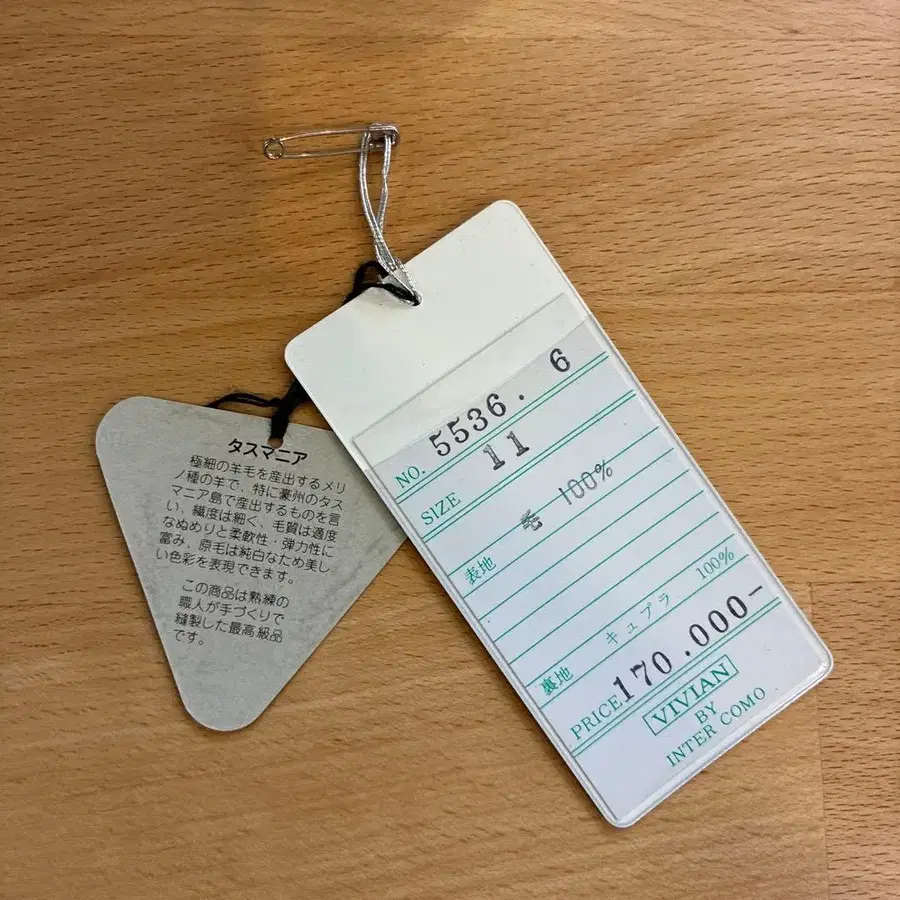 タスマニア
極細の羊毛を産出するメリ
ノ種の羊で、特に豪州のタス
マニア島で産出するものを言
い、繊度は細く、毛質は適度
なぬめりと柔軟性・弾力性に
富み、原毛は純白なため美し
い色彩を表現できます。
この商品は熟練の
職人が手づくりで
縫製した最高級品
です。
NO. 5536.6
SIZE 11
表地 毛 100%
裏地 キュプラ 100%
PRICE 170.000-
VIVIAN
BY
INTER COMO